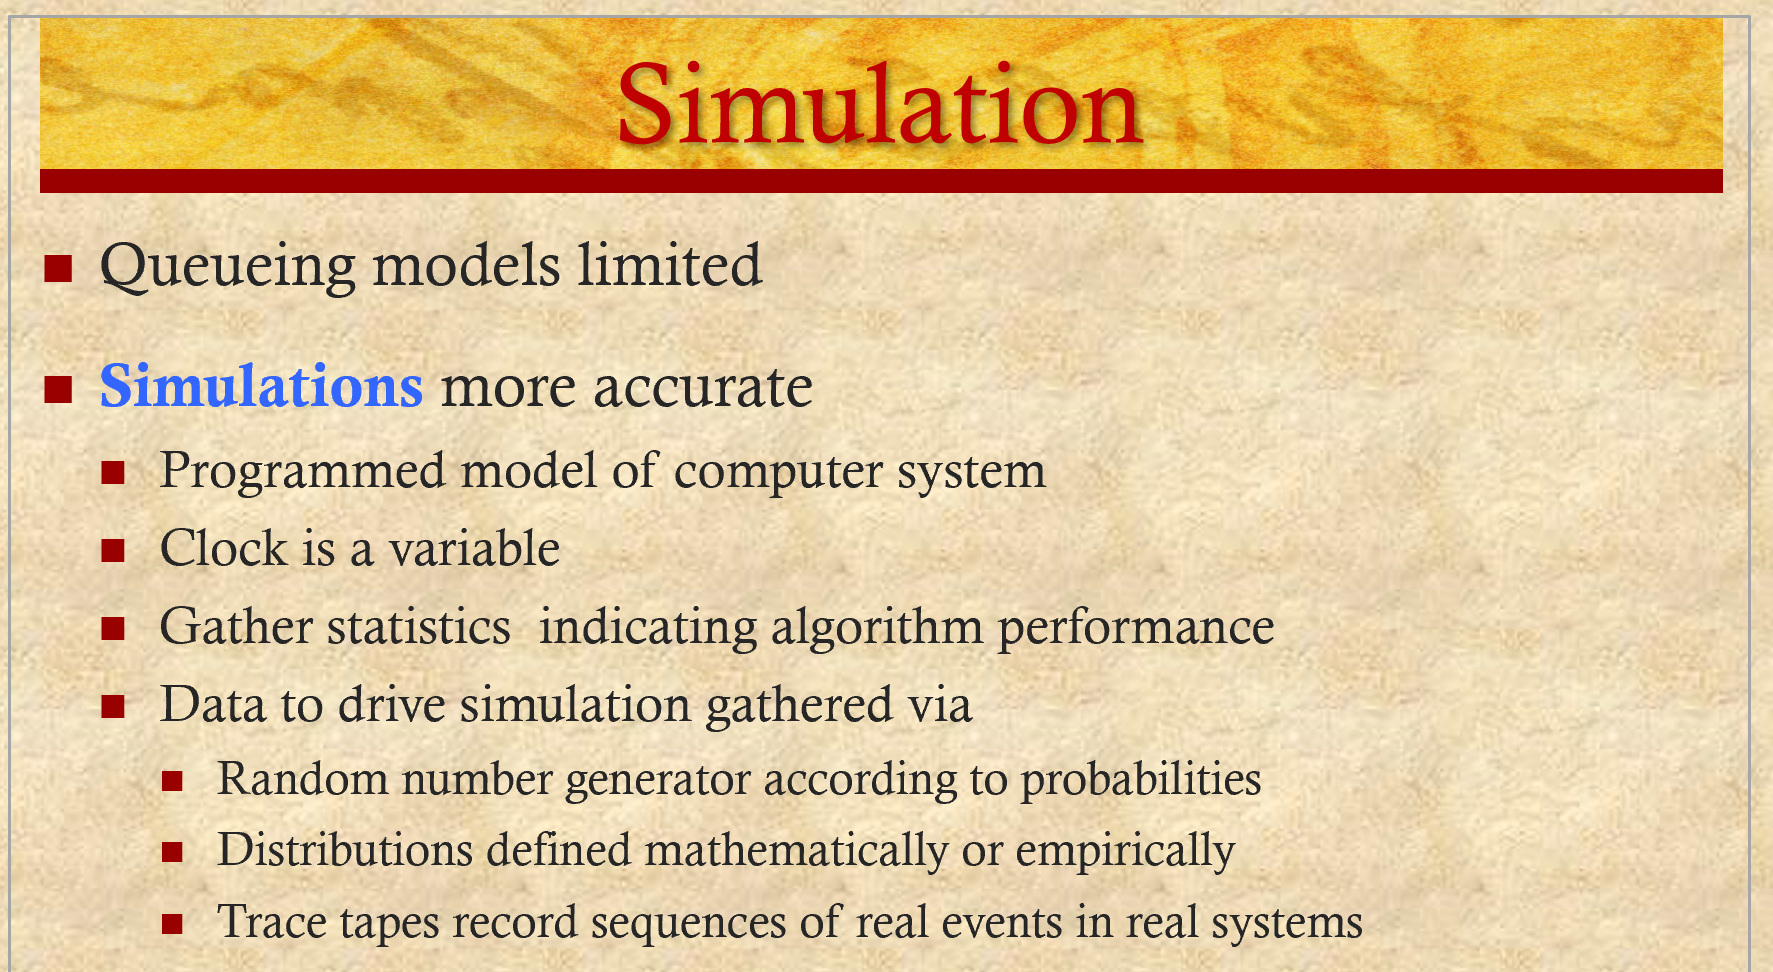 Simulation
Queueing models limited
Simulations more accurate
Programmed model of computer system
Clock is a variable
Gather statistics  indicating algorithm performance
Data to drive simulation gathered via
Random number generator according to probabilities
Distributions defined mathematically or empirically
Trace tapes record sequences of real events in real systems